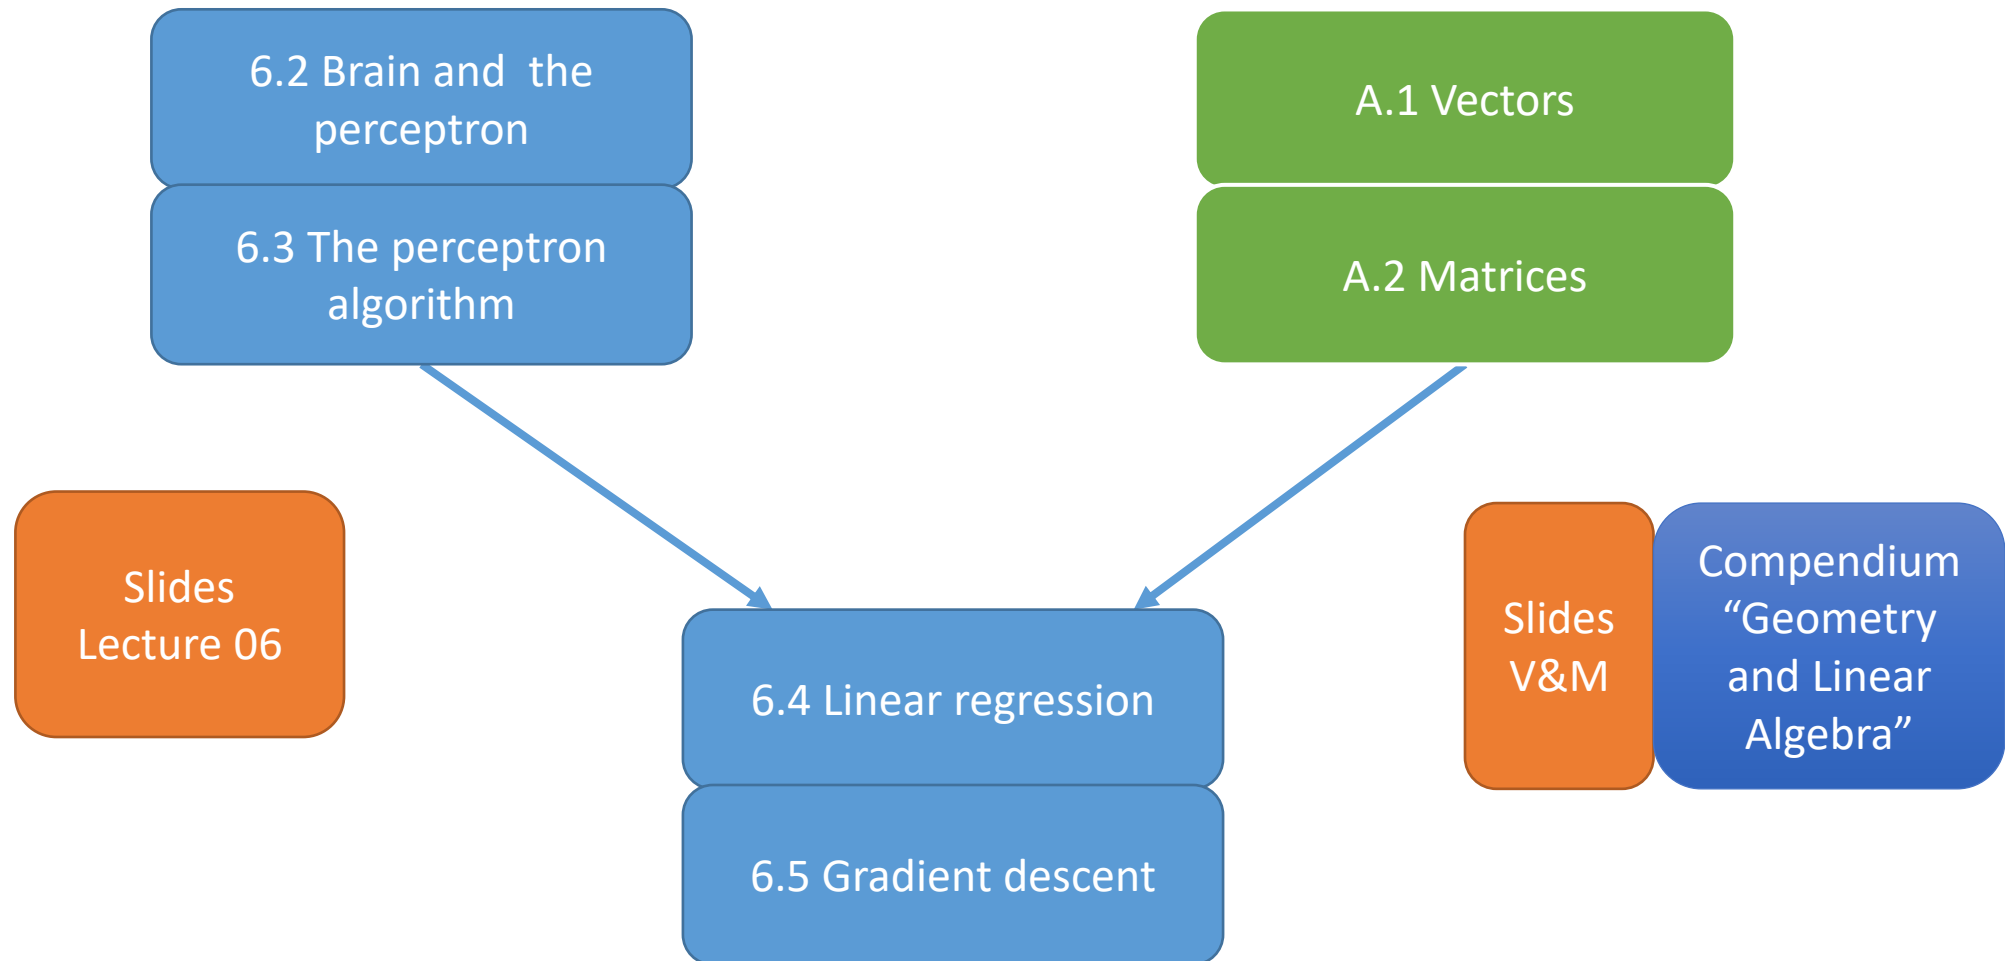 6.2 Brain and  the
perceptron
6.3 The perceptron
algorithm
A.1 Vectors
A.2 Matrices
Slides
Lecture 06
6.4 Linear regression
6.5 Gradient descent
Slides
V&M
Compendium
“Geometry
and Linear
Algebra”